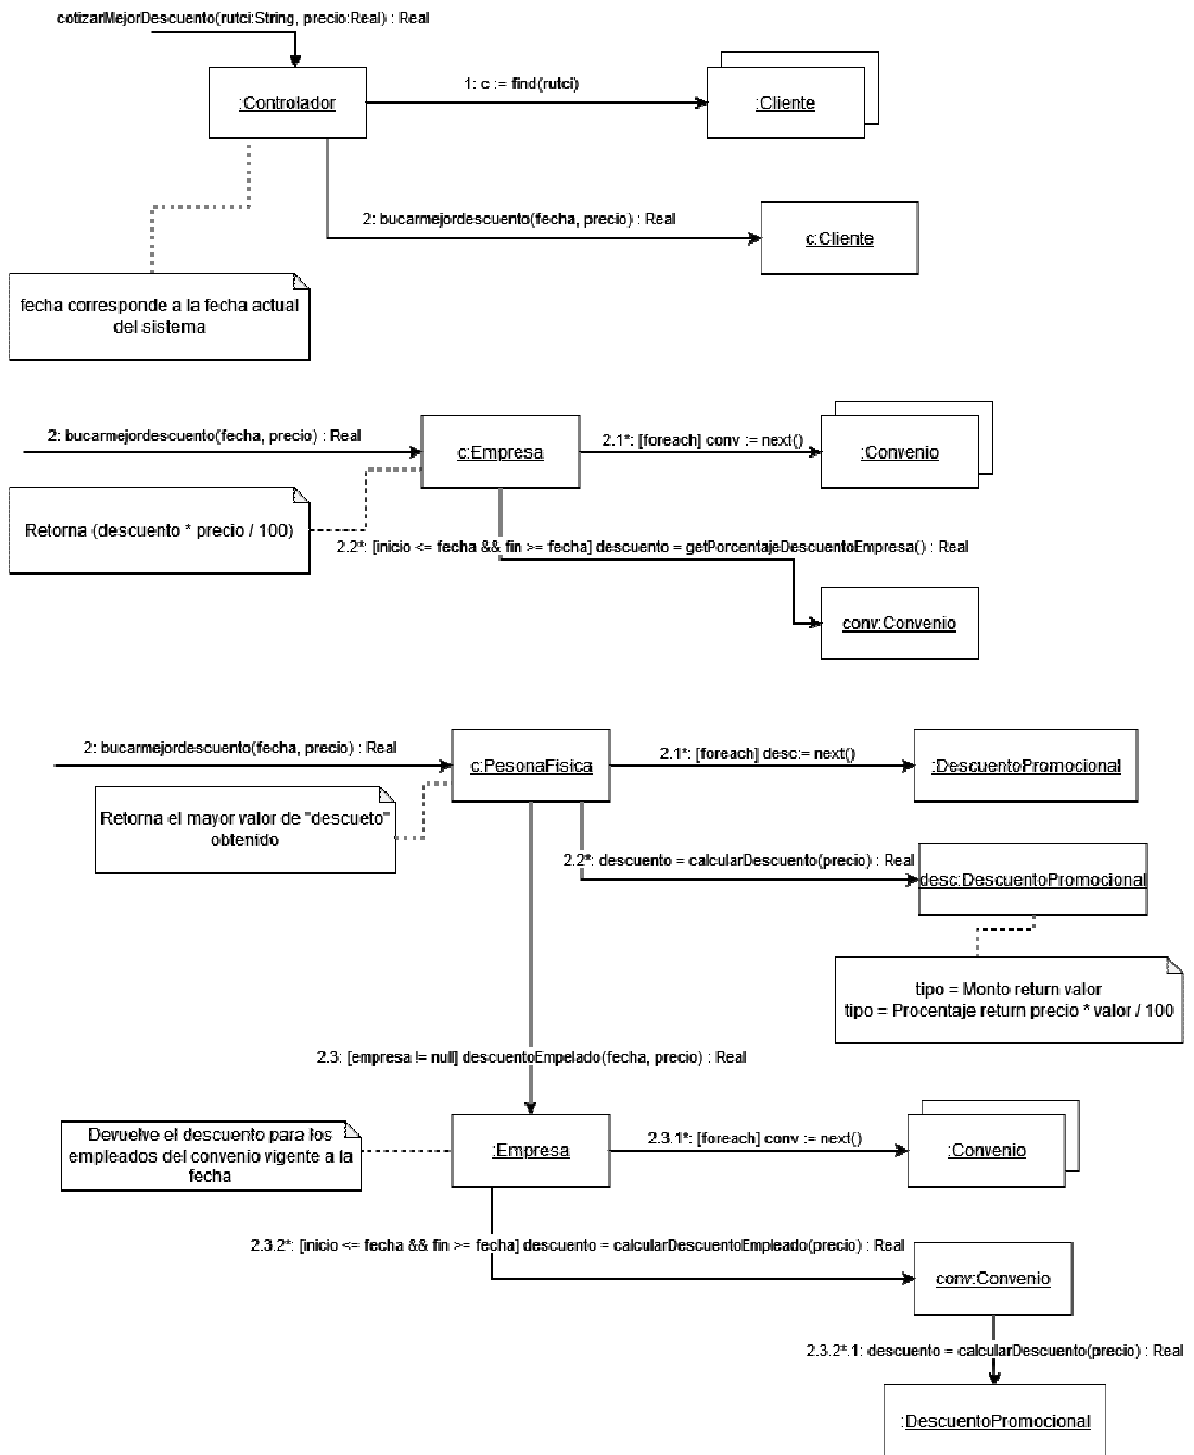 cotizarMejorDescuento(rutci:String, precio:Real) : Real
:Controlador
1: c := find(rutci)
:Cliente
2: bucarmejordescuento(fecha, precio) : Real
c:Cliente
fecha corresponde a la fecha actual
del sistema
2: bucarmejordescuento(fecha, precio) : Real
c:Empresa
2.1*: [foreach] conv := next()
:Convenio
Retorna (descuento * precio / 100)
2.2*: [inicio <= fecha && fin >= fecha] descuento = getPorcentajeDescuentoEmpresa() : Real
conv:Convenio
2: bucarmejordescuento(fecha, precio) : Real
c:PesonaFisica
2.1*: [foreach] desc:= next()
:DescuentoPromocional
Retorna el mayor valor de "descueto"
obtenido
2.2*: descuento = calcularDescuento(precio) : Real
desc:DescuentoPromocional
tipo = Monto return valor
tipo = Procentaje return precio * valor / 100
2.3: [empresa != null] descuentoEmpelado(fecha, precio) : Real
Devuelve el descuento para los
empleados del convenio vigente a la
fecha
:Empresa
2.3.1*: [foreach] conv := next()
:Convenio
2.3.2*: [inicio <= fecha && fin >= fecha] descuento = calcularDescuentoEmpleado(precio) : Real
conv:Convenio
2.3.2*.1: descuento = calcularDescuento(precio) : Real
:DescuentoPromocional